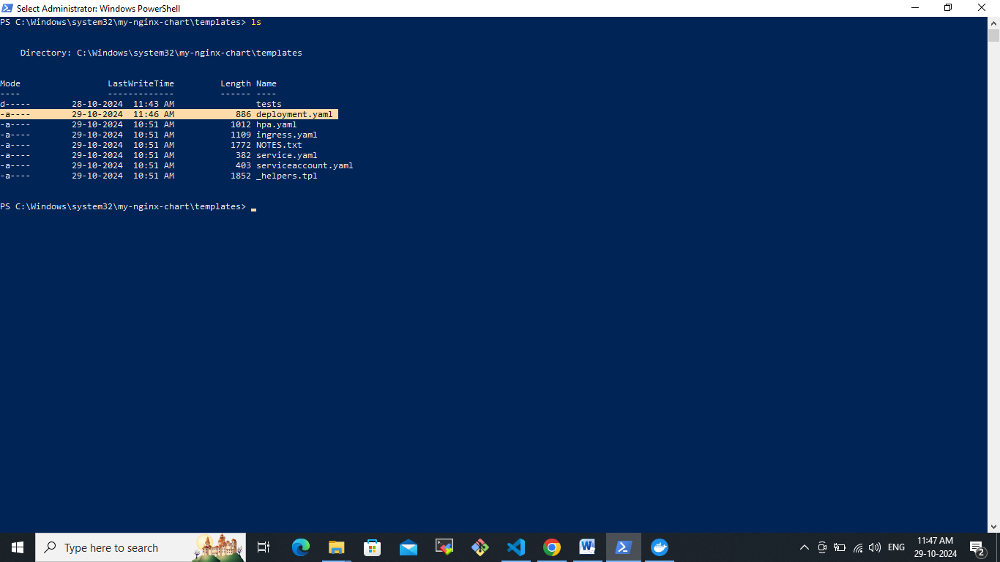 Select Administrator: Windows PowerShell
PS C:\Windows\system32\my-nginx-chart\templates> ls
Directory: C:\Windows\system32\my-nginx-chart\templates
Mode                 LastWriteTime         Length Name
----                 -------------         ------ ----
d-----        28-10-2024  11:43 AM                tests
-a----        29-10-2024  11:46 AM            886 deployment.yaml
-a----        29-10-2024  10:51 AM           1012 hpa.yaml
-a----        29-10-2024  10:51 AM           1109 ingress.yaml
-a----        29-10-2024  10:51 AM           1772 NOTES.txt
-a----        29-10-2024  10:51 AM            382 service.yaml
-a----        29-10-2024  10:51 AM            403 serviceaccount.yaml
-a----        29-10-2024  10:51 AM           1852 _helpers.tpl
PS C:\Windows\system32\my-nginx-chart\templates>
Type here to search
ENG
11:47 AM
29-10-2024
2